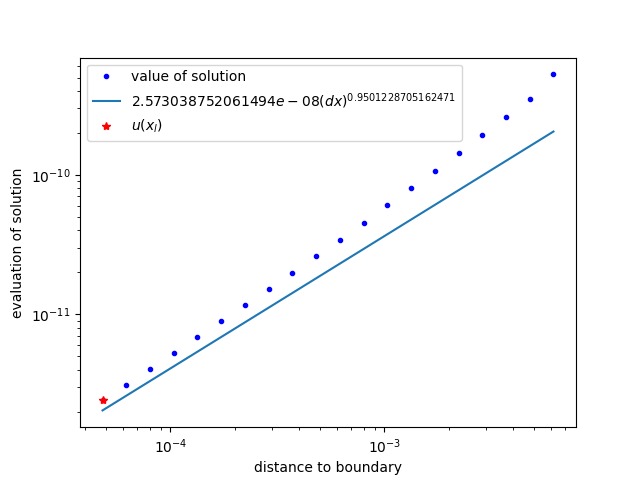 value of solution
2.573038752061494e − 08(dx)^0.9501228705162471
u(x_l)
10^−10
10^−11
evaluation of solution
10^−4
10^−3
distance to boundary